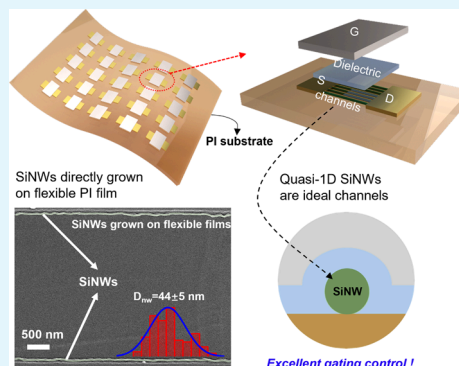 G
Dielectric
S
channels
D
PI substrate
SiNWs directly grown
on flexible PI film
Quasi-1D SiNWs
are ideal channels
SiNWs grown on flexible films
SiNWs
Dnw=44±5 nm
500 nm
SiNW
Excellent gating control !